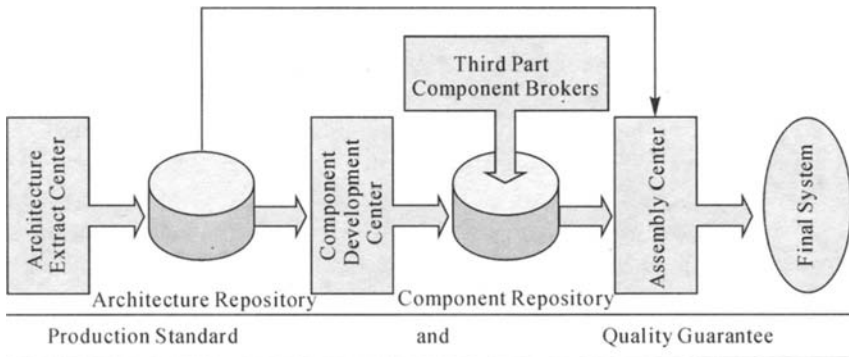 Third Part
Component Brokers
Architecture
Extract Center
Component
Development
Center
Assembly Center
Final System
Architecture Repository
Component Repository
Production Standard and Quality Guarantee